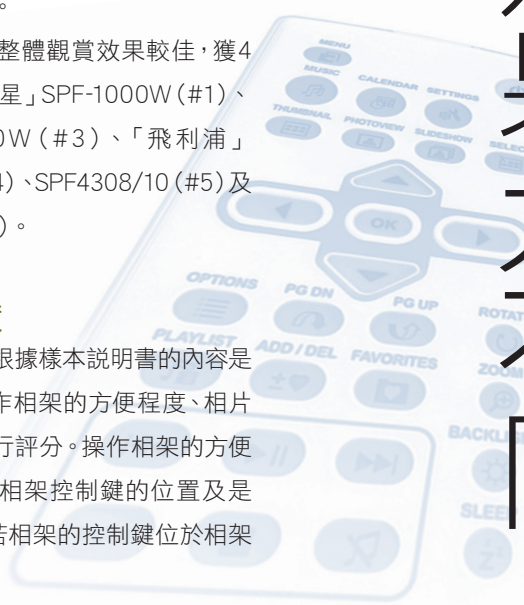 。
整體觀賞效果較佳，獲4
星」SPF-1000W（#1）、
0W（#3）、「飛利浦」
4）、SPF4308/10（#5）及
）。
根據樣本説明書的內容是
作相架的方便程度、相片
行評分。操作相架的方便
相架控制鍵的位置及是
若相架的控制鍵位於相架
MENU
MUSIC CALENDAR SETTINGS
THUMBNAIL PHOTOVIEW SLIDESHOW SELECT
OK
OPTIONS PG DN PG UP ROTAT
PLAYLIST ADD / DEL FAVORITES ZOOM
BACKLIG
SLEEP